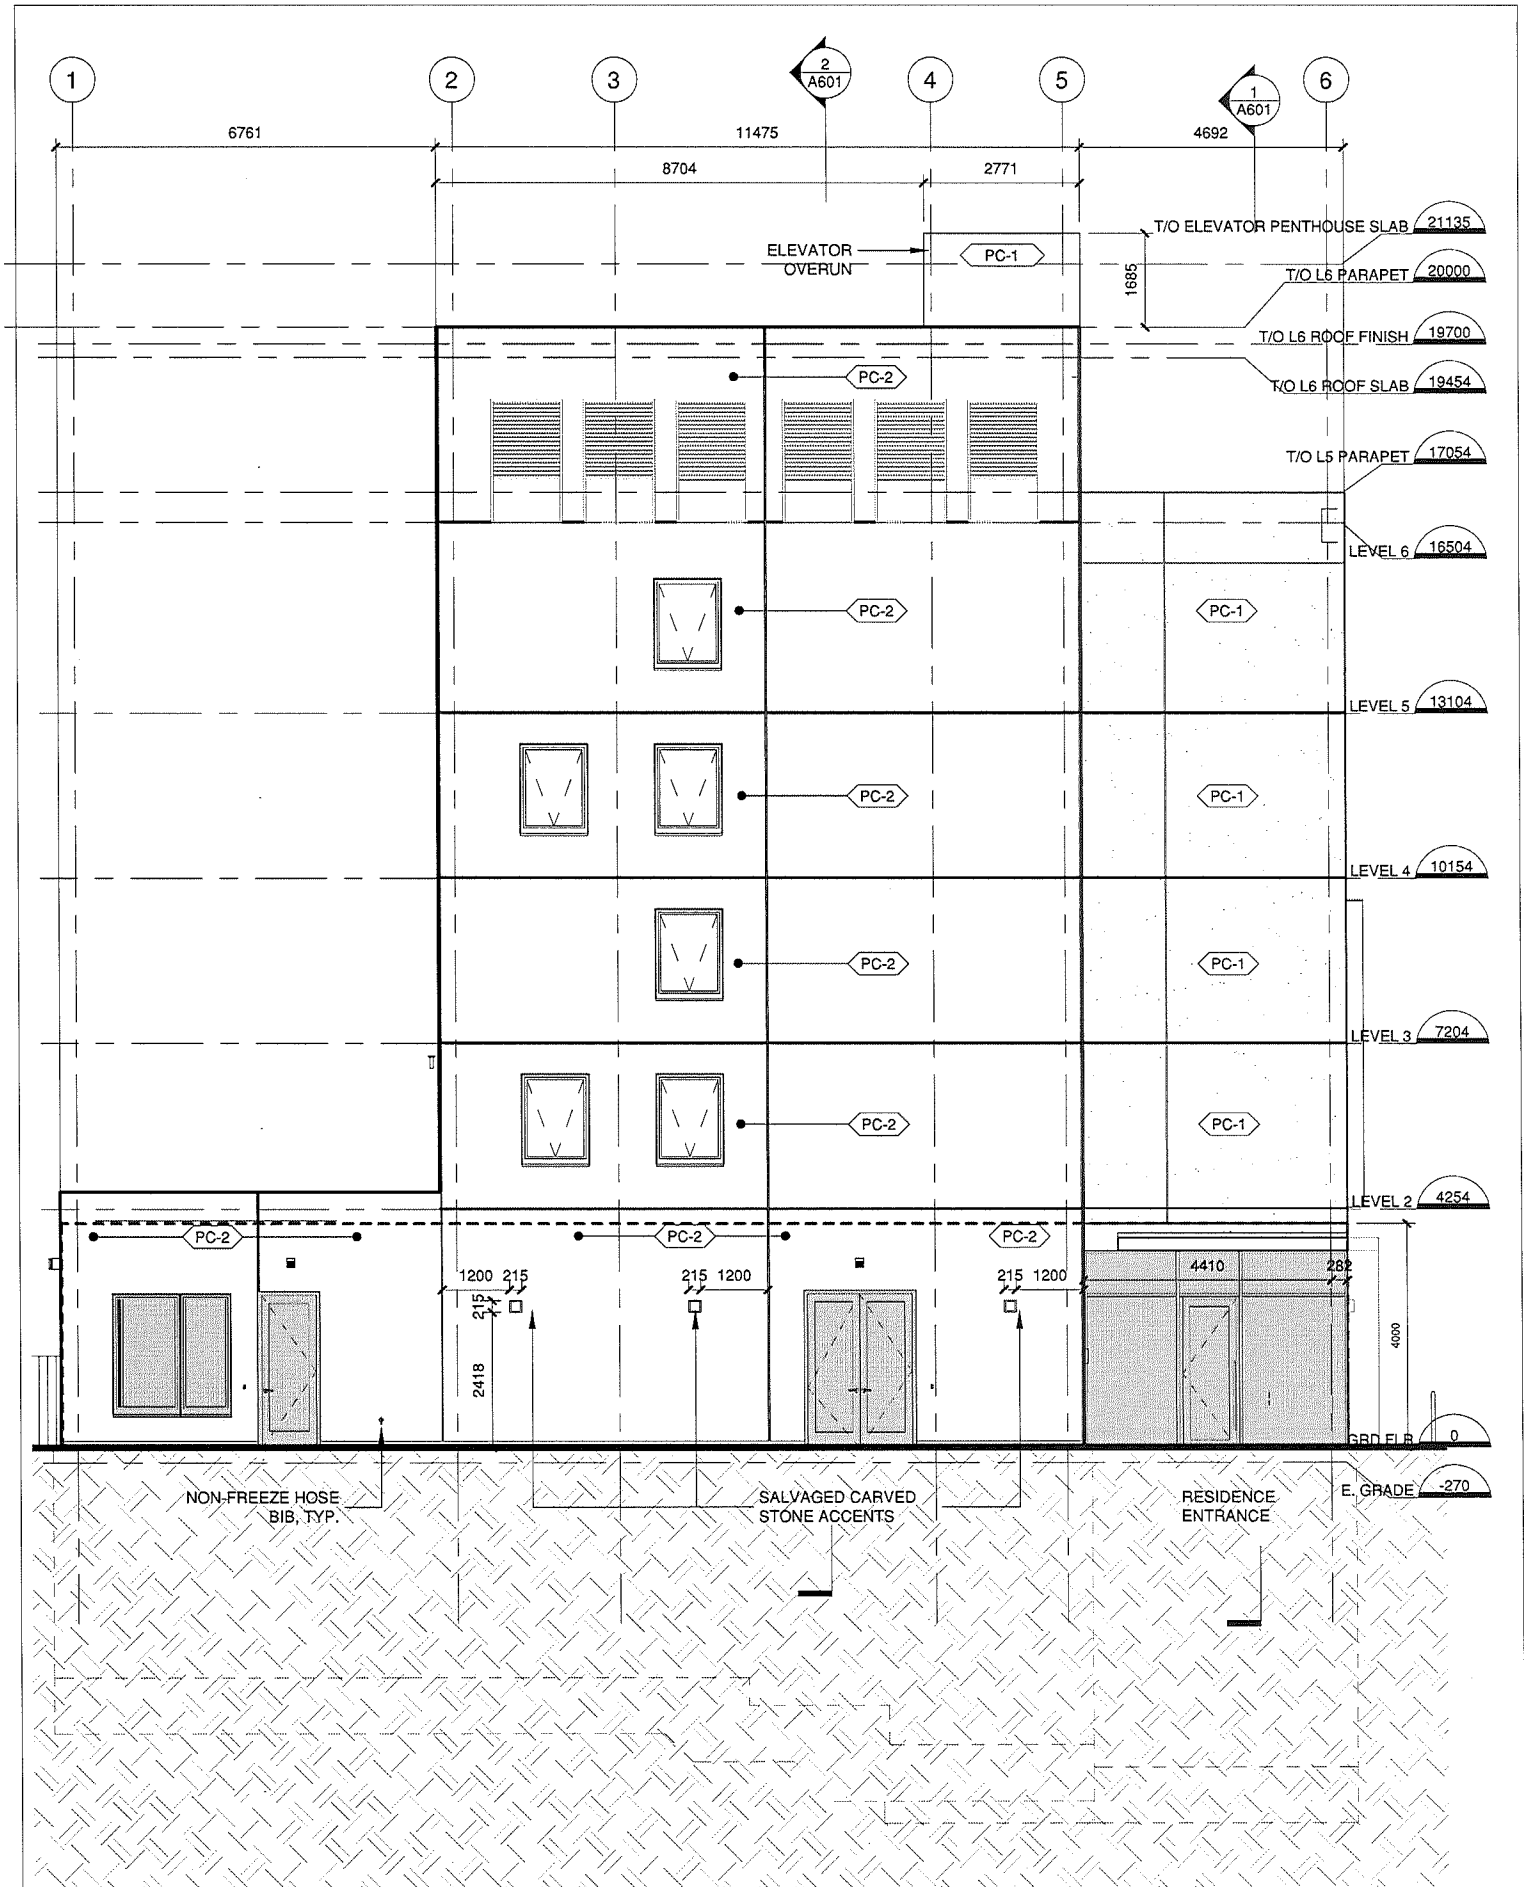 1
2
3
2
A601
4
5
1
A601
6
6761
11475
4692
8704
2771
T/O ELEVATOR PENTHOUSE SLAB 21135
ELEVATOR
OVERUN
PC-1
1685
T/O L6 PARAPET 20000
T/O L6 ROOF FINISH 19700
PC-2
T/O L6 ROOF SLAB 19454
T/O L5 PARAPET 17054
LEVEL 6 16504
PC-2
PC-1
LEVEL 5 13104
PC-2
PC-1
LEVEL 4 10154
PC-2
PC-1
LEVEL 3 7204
PC-2
PC-1
LEVEL 2 4254
PC-2
PC-2
PC-2
1200 215
215 1200
215 1200
4410
282
215
2418
4000
GRD FLR 0
E. GRADE -270
NON-FREEZE HOSE
BIB, TYP.
SALVAGED CARVED
STONE ACCENTS
RESIDENCE
ENTRANCE